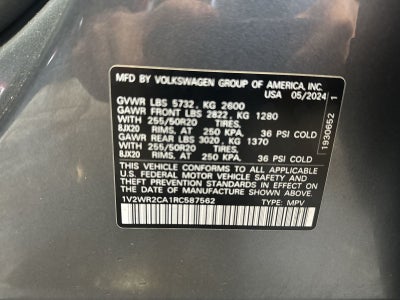 MFD BY VOLKSWAGEN GROUP OF AMERICA, INC.
USA 05/2024
GVWR LBS 5732, KG 2600
GAWR FRONT LBS 2822, KG 1280
WITH 255/50R20 TIRES.
8JX20 RIMS, AT 250 KPA. 36 PSI COLD
GAWR REAR LBS 3020, KG 1370
WITH 255/50R20 TIRES.
8JX20 RIMS, AT 250 KPA. 36 PSI COLD
THIS VEHICLE CONFORMS TO ALL APPLICABLE
U.S. FEDERAL MOTOR VEHICLE SAFETY AND
THEFT PREVENTION STANDARDS IN EFFECT
ON THE DATE OF MANUFACTURE SHOWN ABOVE.
1V2WR2CA1RC587562 TYPE: MPV
1930652 1